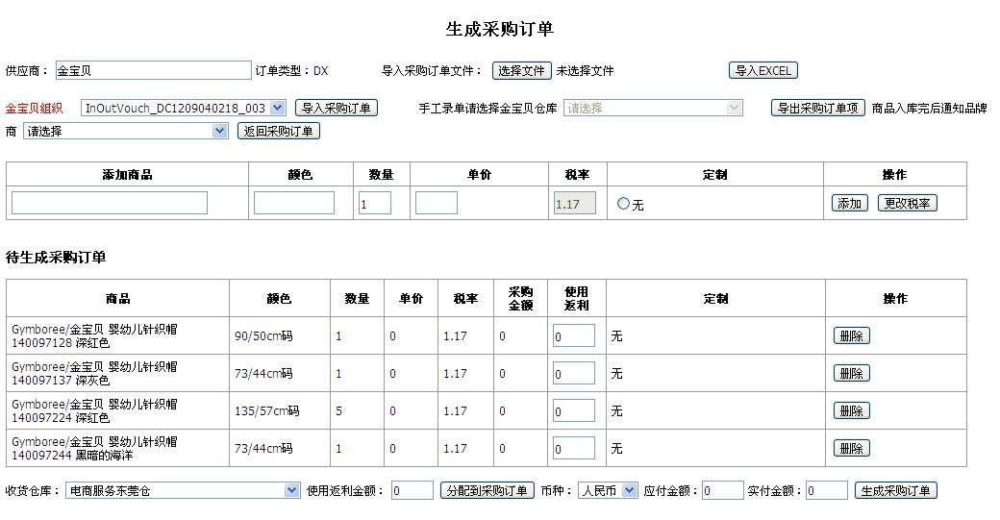 生成采购订单
供应商： 金宝贝 订单类型：DX 导入采购订单文件： 选择文件 未选择文件 导入EXCEL
金宝贝组织 InOutVouch_DC1209040218_003 导入采购订单 手工录单请选择金宝贝仓库 请选择 导出采购订单项 商品入库完后通知品牌
商 请选择 返回采购订单
添加商品 颜色 数量 单价 税率 定制 操作
1 1.17 无 添加 更改税率
待生成采购订单
商品 颜色 数量 单价 税率 采购金额 使用返利 定制 操作
Gymboree/金宝贝 婴幼儿针织帽
140097128 深红色 90/50cm码 1 0 1.17 0 0 无 删除
Gymboree/金宝贝 婴幼儿针织帽
140097137 深灰色 73/44cm码 1 0 1.17 0 0 无 删除
Gymboree/金宝贝 婴幼儿针织帽
140097224 深红色 135/57cm码 5 0 1.17 0 0 无 删除
Gymboree/金宝贝 婴幼儿针织帽
140097244 黑暗的海洋 73/44cm码 1 0 1.17 0 0 无 删除
收货仓库： 电商服务东莞仓 使用返利金额： 0 分配到采购订单 币种： 人民币 应付金额： 0 实付金额： 0 生成采购订单